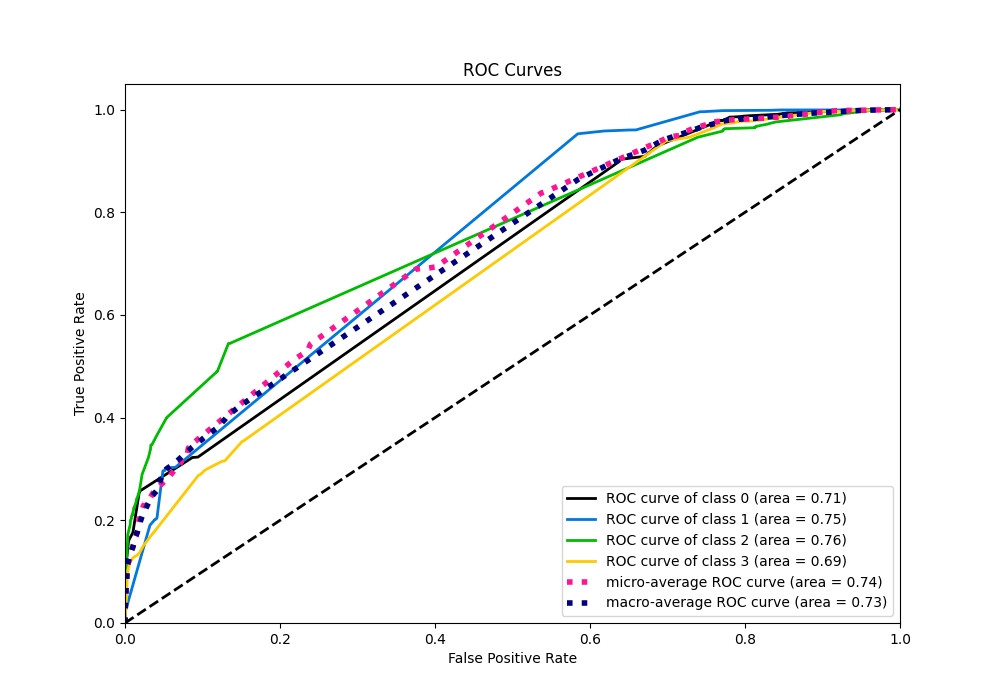 ROC Curves
True Positive Rate
1.0
0.8
0.6
0.4
0.2
0.0
0.0 0.2 0.4 0.6 0.8 1.0
False Positive Rate
ROC curve of class 0 (area = 0.71)
ROC curve of class 1 (area = 0.75)
ROC curve of class 2 (area = 0.76)
ROC curve of class 3 (area = 0.69)
micro-average ROC curve (area = 0.74)
macro-average ROC curve (area = 0.73)